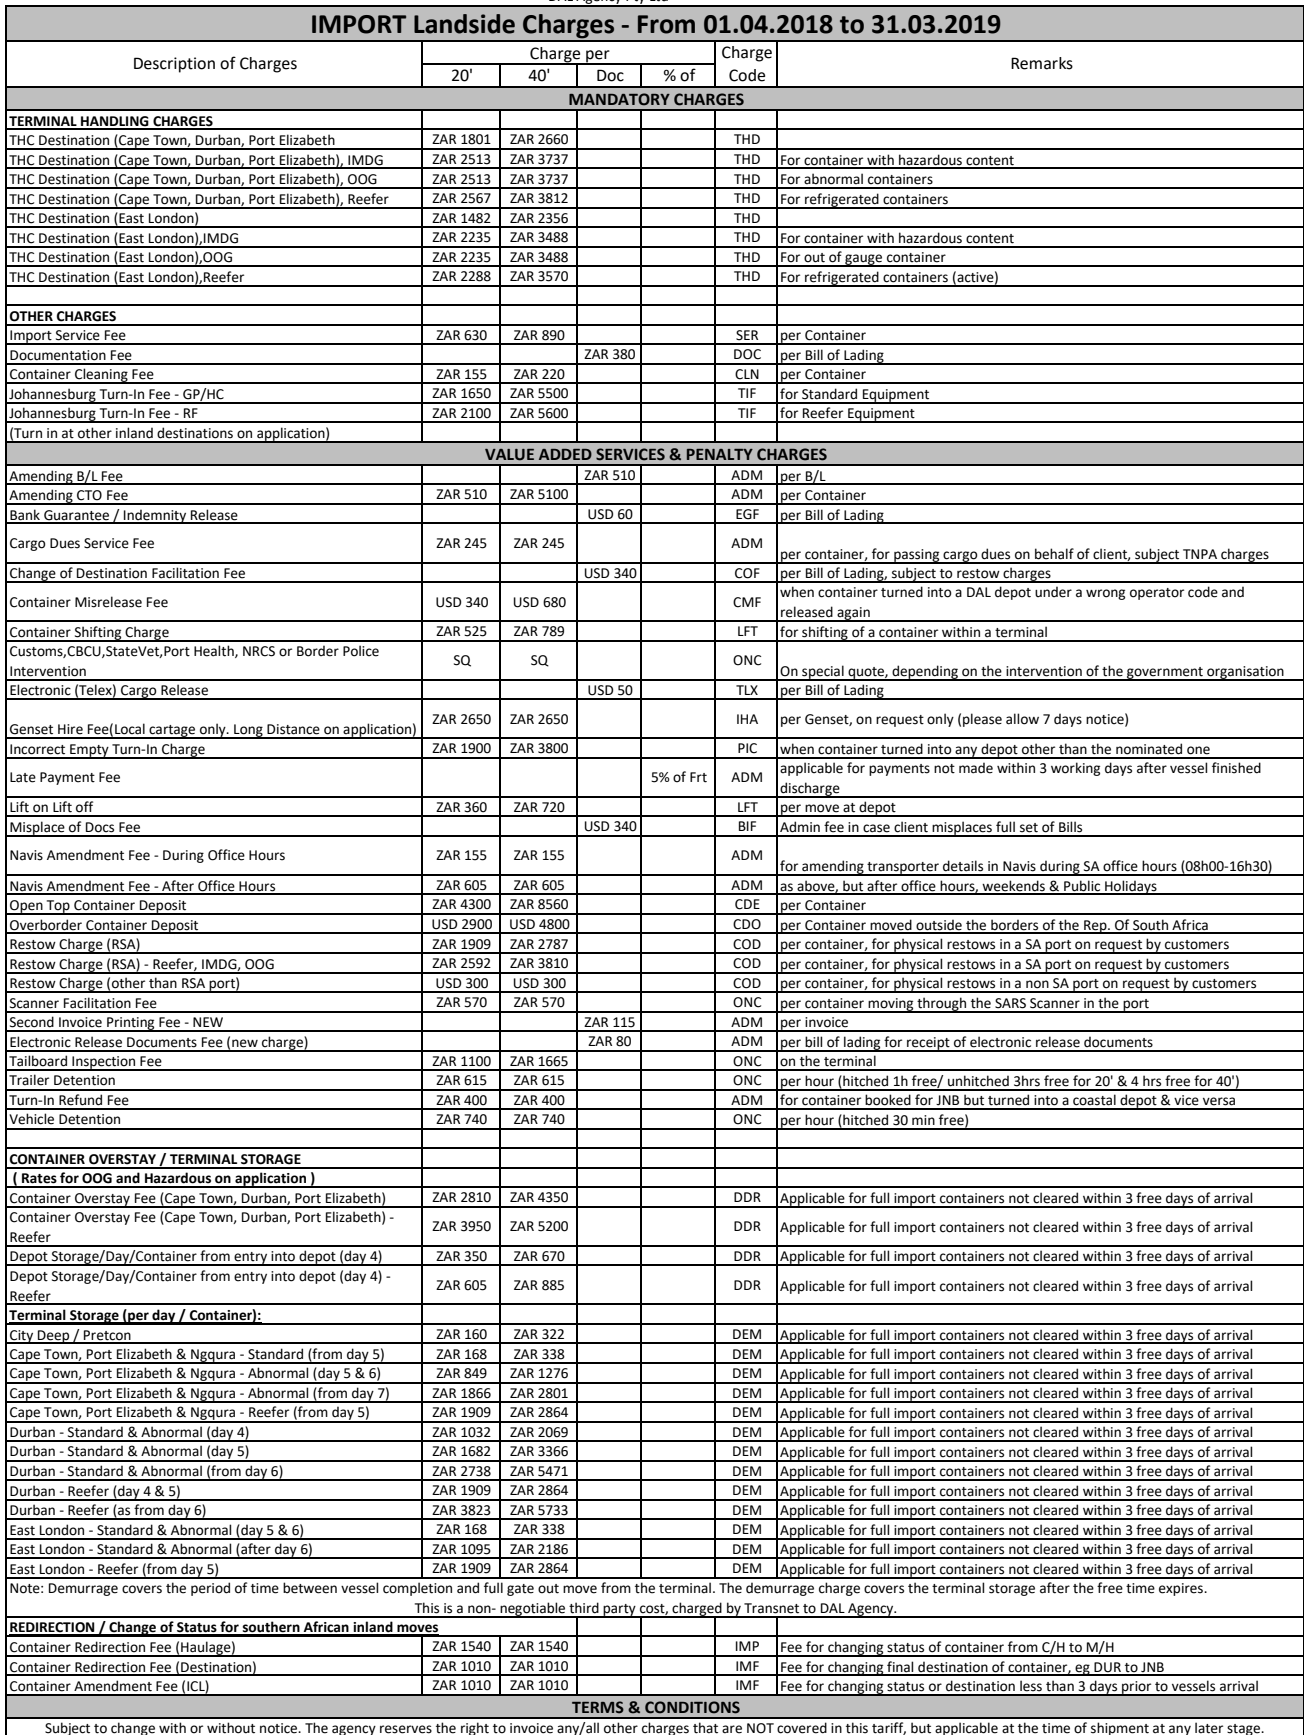 IMPORT Landside Charges - From 01.04.2018 to 31.03.2019
Description of Charges Charge per Charge Code Remarks
20' 40' Doc % of
MANDATORY CHARGES
TERMINAL HANDLING CHARGES
THC Destination (Cape Town, Durban, Port Elizabeth ZAR 1801 ZAR 2660 THD
THC Destination (Cape Town, Durban, Port Elizabeth), IMDG ZAR 2513 ZAR 3737 THD For container with hazardous content
THC Destination (Cape Town, Durban, Port Elizabeth), OOG ZAR 2513 ZAR 3737 THD For abnormal containers
THC Destination (Cape Town, Durban, Port Elizabeth), Reefer ZAR 2567 ZAR 3812 THD For refrigerated containers
THC Destination (East London) ZAR 1482 ZAR 2356 THD
THC Destination (East London),IMDG ZAR 2235 ZAR 3488 THD For container with hazardous content
THC Destination (East London),OOG ZAR 2235 ZAR 3488 THD For out of gauge container
THC Destination (East London),Reefer ZAR 2288 ZAR 3570 THD For refrigerated containers (active)
OTHER CHARGES
Import Service Fee ZAR 630 ZAR 890 SER per Container
Documentation Fee ZAR 380 DOC per Bill of Lading
Container Cleaning Fee ZAR 155 ZAR 220 CLN per Container
Johannesburg Turn-In Fee - GP/HC ZAR 1650 ZAR 5500 TIF for Standard Equipment
Johannesburg Turn-In Fee - RF ZAR 2100 ZAR 5600 TIF for Reefer Equipment
(Turn in at other inland destinations on application)
VALUE ADDED SERVICES & PENALTY CHARGES
Amending B/L Fee ZAR 510 ADM per B/L
Amending CTO Fee ZAR 510 ZAR 5100 ADM per Container
Bank Guarantee / Indemnity Release USD 60 EGF per Bill of Lading
Cargo Dues Service Fee ZAR 245 ZAR 245 ADM per container, for passing cargo dues on behalf of client, subject TNPA charges
Change of Destination Facilitation Fee USD 340 COF per Bill of Lading, subject to restow charges
Container Misrelease Fee USD 340 USD 680 CMF when container turned into a DAL depot under a wrong operator code and
released again
Container Shifting Charge ZAR 525 ZAR 789 LFT for shifting of a container within a terminal
Customs,CBCU,StateVet,Port Health, NRCS or Border Police
Intervention SQ SQ ONC On special quote, depending on the intervention of the government organisation
Electronic (Telex) Cargo Release USD 50 TLX per Bill of Lading
Genset Hire Fee(Local cartage only. Long Distance on application) ZAR 2650 ZAR 2650 IHA per Genset, on request only (please allow 7 days notice)
Incorrect Empty Turn-In Charge ZAR 1900 ZAR 3800 PIC when container turned into any depot other than the nominated one
Late Payment Fee 5% of Frt ADM applicable for payments not made within 3 working days after vessel finished
discharge
Lift on Lift off ZAR 360 ZAR 720 LFT per move at depot
Misplace of Docs Fee USD 340 BIF Admin fee in case client misplaces full set of Bills
Navis Amendment Fee - During Office Hours ZAR 155 ZAR 155 ADM for amending transporter details in Navis during SA office hours (08h00-16h30)
Navis Amendment Fee - After Office Hours ZAR 605 ZAR 605 ADM as above, but after office hours, weekends & Public Holidays
Open Top Container Deposit ZAR 4300 ZAR 8560 CDE per Container
Overborder Container Deposit USD 2900 USD 4800 CDO per Container moved outside the borders of the Rep. Of South Africa
Restow Charge (RSA) ZAR 1909 ZAR 2787 COD per container, for physical restows in a SA port on request by customers
Restow Charge (RSA) - Reefer, IMDG, OOG ZAR 2592 ZAR 3810 COD per container, for physical restows in a SA port on request by customers
Restow Charge (other than RSA port) USD 300 USD 300 COD per container, for physical restows in a non SA port on request by customers
Scanner Facilitation Fee ZAR 570 ZAR 570 ONC per container moving through the SARS Scanner in the port
Second Invoice Printing Fee - NEW ZAR 115 ADM per invoice
Electronic Release Documents Fee (new charge) ZAR 80 ADM per bill of lading for receipt of electronic release documents
Tailboard Inspection Fee ZAR 1100 ZAR 1665 ONC on the terminal
Trailer Detention ZAR 615 ZAR 615 ONC per hour (hitched 1h free/ unhitched 3hrs free for 20' & 4 hrs free for 40')
Turn-In Refund Fee ZAR 400 ZAR 400 ADM for container booked for JNB but turned into a coastal depot & vice versa
Vehicle Detention ZAR 740 ZAR 740 ONC per hour (hitched 30 min free)
CONTAINER OVERSTAY / TERMINAL STORAGE
( Rates for OOG and Hazardous on application )
Container Overstay Fee (Cape Town, Durban, Port Elizabeth) ZAR 2810 ZAR 4350 DDR Applicable for full import containers not cleared within 3 free days of arrival
Container Overstay Fee (Cape Town, Durban, Port Elizabeth) -
Reefer ZAR 3950 ZAR 5200 DDR Applicable for full import containers not cleared within 3 free days of arrival
Depot Storage/Day/Container from entry into depot (day 4) ZAR 350 ZAR 670 DDR Applicable for full import containers not cleared within 3 free days of arrival
Depot Storage/Day/Container from entry into depot (day 4) -
Reefer ZAR 605 ZAR 885 DDR Applicable for full import containers not cleared within 3 free days of arrival
Terminal Storage (per day / Container):
City Deep / Pretcon ZAR 160 ZAR 322 DEM Applicable for full import containers not cleared within 3 free days of arrival
Cape Town, Port Elizabeth & Ngqura - Standard (from day 5) ZAR 168 ZAR 338 DEM Applicable for full import containers not cleared within 3 free days of arrival
Cape Town, Port Elizabeth & Ngqura - Abnormal (day 5 & 6) ZAR 849 ZAR 1276 DEM Applicable for full import containers not cleared within 3 free days of arrival
Cape Town, Port Elizabeth & Ngqura - Abnormal (from day 7) ZAR 1866 ZAR 2801 DEM Applicable for full import containers not cleared within 3 free days of arrival
Cape Town, Port Elizabeth & Ngqura - Reefer (from day 5) ZAR 1909 ZAR 2864 DEM Applicable for full import containers not cleared within 3 free days of arrival
Durban - Standard & Abnormal (day 4) ZAR 1032 ZAR 2069 DEM Applicable for full import containers not cleared within 3 free days of arrival
Durban - Standard & Abnormal (day 5) ZAR 1682 ZAR 3366 DEM Applicable for full import containers not cleared within 3 free days of arrival
Durban - Standard & Abnormal (from day 6) ZAR 2738 ZAR 5471 DEM Applicable for full import containers not cleared within 3 free days of arrival
Durban - Reefer (day 4 & 5) ZAR 1909 ZAR 2864 DEM Applicable for full import containers not cleared within 3 free days of arrival
Durban - Reefer (as from day 6) ZAR 3823 ZAR 5733 DEM Applicable for full import containers not cleared within 3 free days of arrival
East London - Standard & Abnormal (day 5 & 6) ZAR 168 ZAR 338 DEM Applicable for full import containers not cleared within 3 free days of arrival
East London - Standard & Abnormal (after day 6) ZAR 1095 ZAR 2186 DEM Applicable for full import containers not cleared within 3 free days of arrival
East London - Reefer (from day 5) ZAR 1909 ZAR 2864 DEM Applicable for full import containers not cleared within 3 free days of arrival
Note: Demurrage covers the period of time between vessel completion and full gate out move from the terminal. The demurrage charge covers the terminal storage after the free time expires.
This is a non- negotiable third party cost, charged by Transnet to DAL Agency.
REDIRECTION / Change of Status for southern African inland moves
Container Redirection Fee (Haulage) ZAR 1540 ZAR 1540 IMP Fee for changing status of container from C/H to M/H
Container Redirection Fee (Destination) ZAR 1010 ZAR 1010 IMF Fee for changing final destination of container, eg DUR to JNB
Container Amendment Fee (ICL) ZAR 1010 ZAR 1010 IMF Fee for changing status or destination less than 3 days prior to vessels arrival
TERMS & CONDITIONS
Subject to change with or without notice. The agency reserves the right to invoice any/all other charges that are NOT covered in this tariff, but applicable at the time of shipment at any later stage.